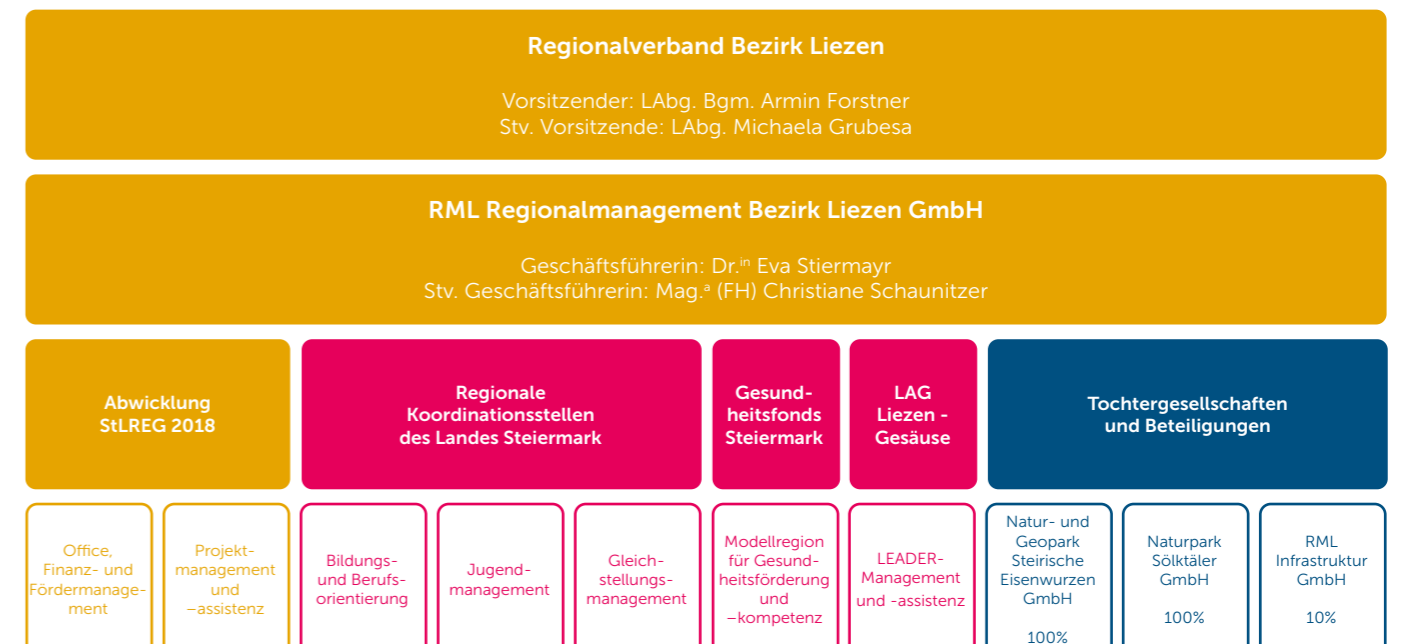 Regionalverband Bezirk Liezen
Vorsitzender: LAbg. Bgm. Armin Forstner
Stv. Vorsitzende: LAbg. Michaela Grubesa
RML Regionalmanagement Bezirk Liezen GmbH
Geschäftsführerin: Dr.ⁱⁿ Eva Stiermayr
Stv. Geschäftsführerin: Mag.ᵃ (FH) Christiane Schaunitzer
Abwicklung
StLREG 2018
Regionale
Koordinationsstellen
des Landes Steiermark
Gesund-
heitsfonds
Steiermark
LAG
Liezen -
Gesäuse
Tochtergesellschaften
und Beteiligungen
Office,
Finanz- und
Fördermanage-
ment
Projekt-
management
und
–assistenz
Bildungs-
und Berufs-
orientierung
Jugend-
management
Gleich-
stellungs-
management
Modellregion
für Gesund-
heitsförderung
und
–kompetenz
LEADER-
Management
und -assistenz
Natur- und
Geopark
Steirische
Eisenwurzen
GmbH
100%
Naturpark
Sölktäler
GmbH
100%
RML
Infrastruktur
GmbH
10%